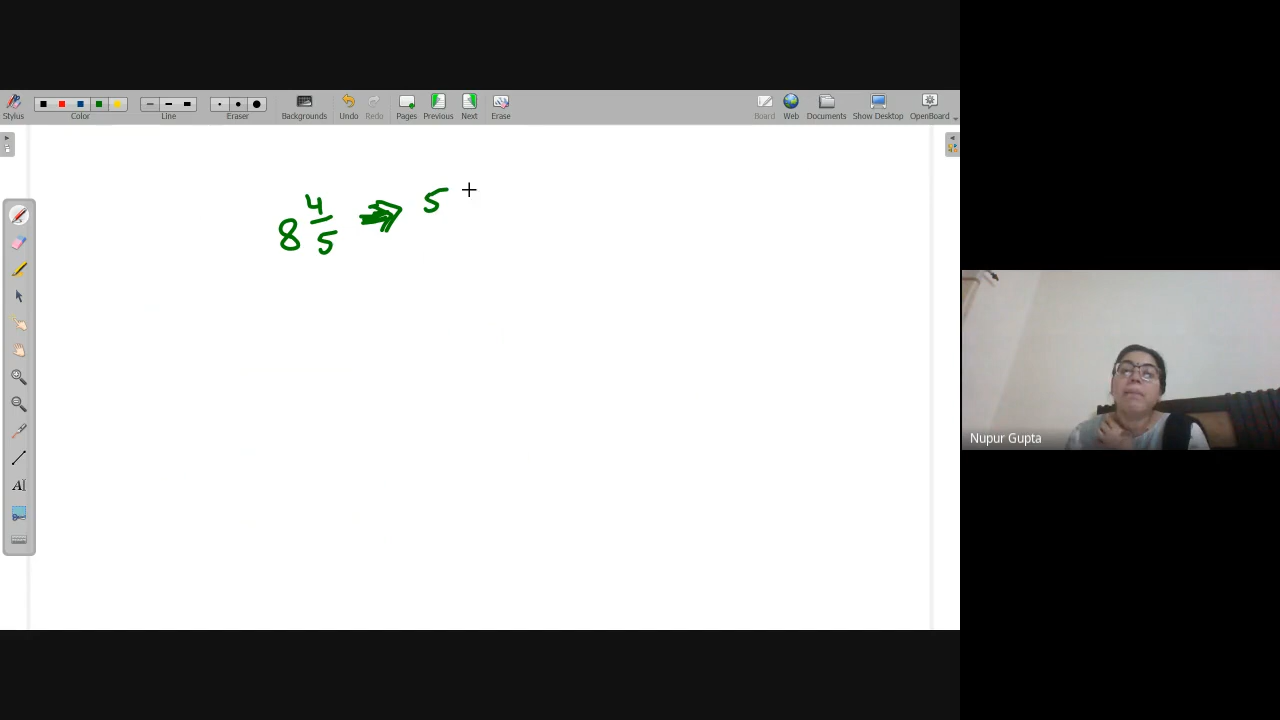 Stylus Color Line Eraser Backgrounds Undo Redo Pages Previous Next Erase Board Web Documents Show Desktop OpenBoard
8 4/5 ⇒ 5
A
Nupur Gupta